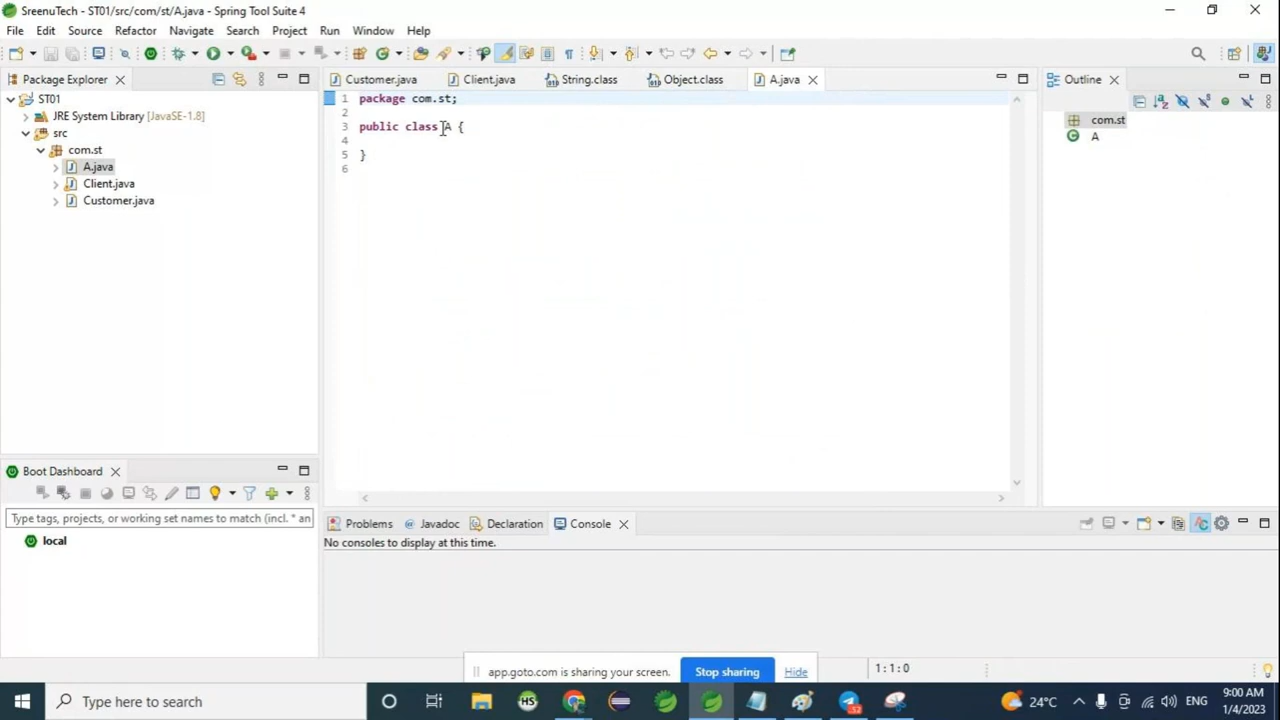 SreenuTech - ST01/src/com/st/A.java - Spring Tool Suite 4
File Edit Source Refactor Navigate Search Project Run Window Help
Package Explorer
ST01
JRE System Library [JavaSE-1.8]
src
com.st
A.java
Client.java
Customer.java
Customer.java Client.java String.class Object.class A.java
1 package com.st;
2
3 public class A {
4
5 }
6
Outline
com.st
A
Boot Dashboard
Type tags, projects, or working set names to match (incl. * an
local
Problems Javadoc Declaration Console
No consoles to display at this time.
app.goto.com is sharing your screen. Stop sharing Hide
1:1:0
Type here to search
HS
24°C
ENG
9:00 AM
1/4/2023